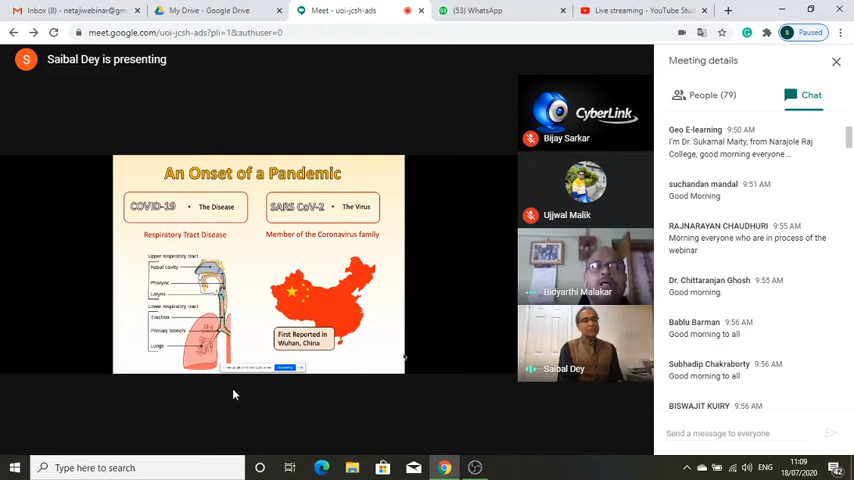 Inbox (8) - netajiwebinar@gm
My Drive - Google Drive
Meet - uoi-jcsh-ads
(53) WhatsApp
Live streaming - YouTube Stu
meet.google.com/uoi-jcsh-ads?pli=1&authuser=0
Paused
S
Saibal Dey is presenting
An Onset of a Pandemic
COVID-19 • The Disease
SARS CoV-2 • The Virus
Respiratory Tract Disease
Member of the Coronavirus family
Upper respiratory tract
Nasal cavity
Pharynx
Larynx
Lower respiratory tract
Trachea
Primary bronchi
Lungs
First Reported in
Wuhan, China
CyberLink
Bijay Sarkar
Ujjwal Malik
Bidyarthi Malakar
Saibal Dey
Meeting details
People (79)
Chat
Geo E-learning 9:50 AM
I'm Dr. Sukamal Maity, from Narajole Raj
College, good morning everyone...
suchandan mandal 9:51 AM
Good Morning
RAJNARAYAN CHAUDHURI 9:55 AM
Morning everyone who are in process of the
webinar
Dr. Chittaranjan Ghosh 9:55 AM
Good morning.
Bablu Barman 9:56 AM
Good morning to all
Subhadip Chakraborty 9:56 AM
Good morning to all
BISWAJIT KUIRY 9:56 AM
Send a message to everyone
Type here to search
ENG
11:09
18/07/2020
42